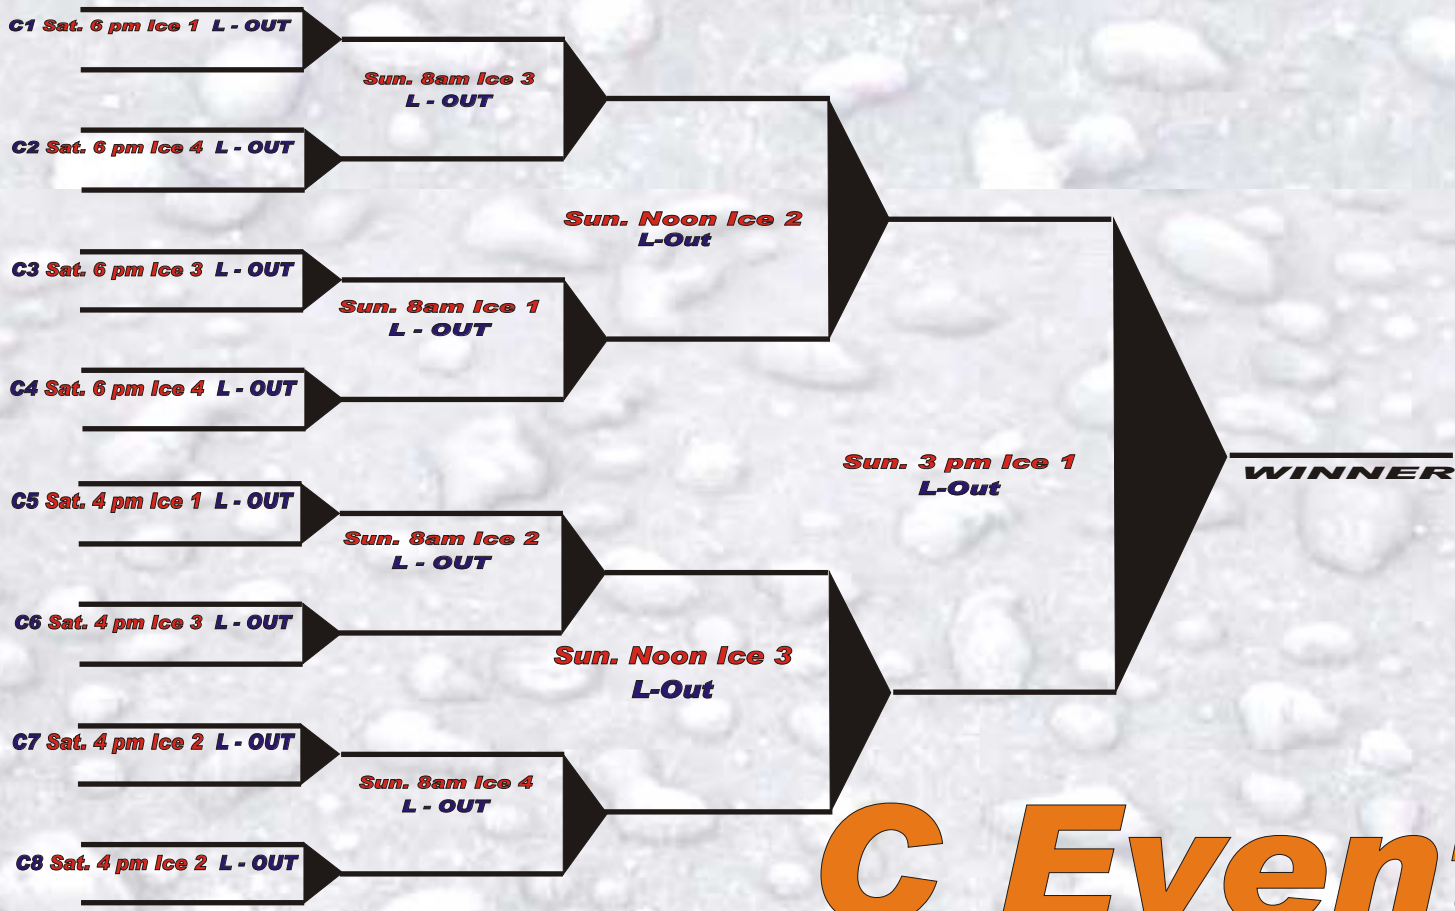 C1 Sat. 6 pm Ice 1 L - OUT
Sun. 8am Ice 3
L - OUT
C2 Sat. 6 pm Ice 4 L - OUT
Sun. Noon Ice 2
L-Out
C3 Sat. 6 pm Ice 3 L - OUT
Sun. 8am Ice 1
L - OUT
C4 Sat. 6 pm Ice 4 L - OUT
Sun. 3 pm Ice 1
L-Out
WINNER
C5 Sat. 4 pm Ice 1 L - OUT
Sun. 8am Ice 2
L - OUT
C6 Sat. 4 pm Ice 3 L - OUT
Sun. Noon Ice 3
L-Out
C7 Sat. 4 pm Ice 2 L - OUT
Sun. 8am Ice 4
L - OUT
C8 Sat. 4 pm Ice 2 L - OUT
C Event